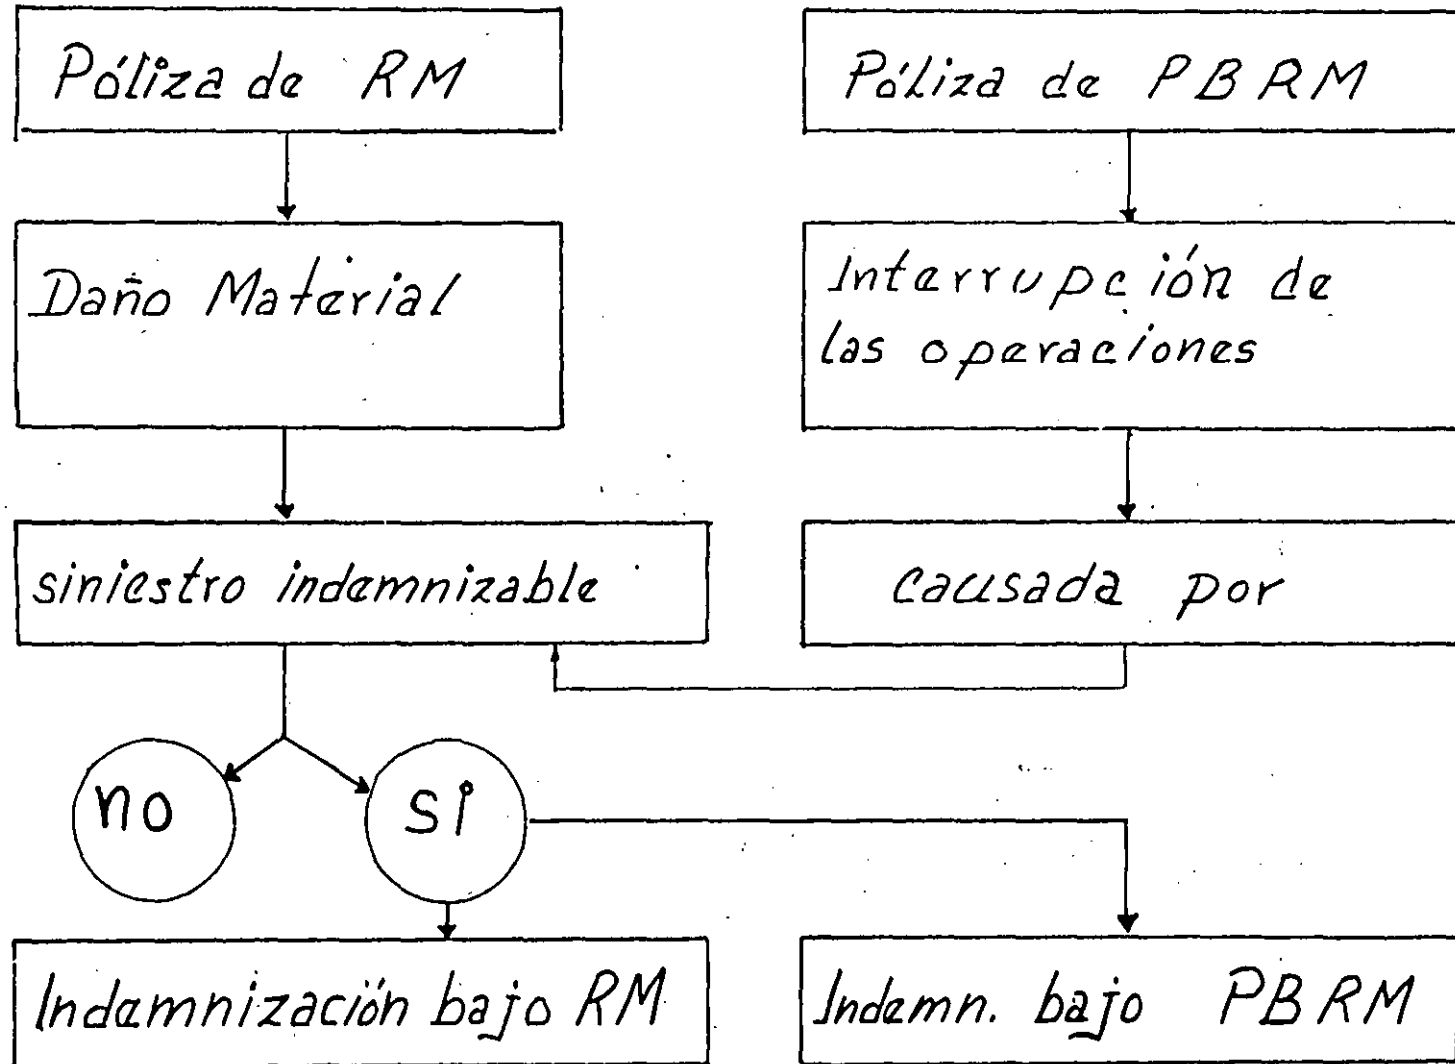 Póliza de RM
Póliza de PBRM
Daño Material
Interrupción de
las operaciones
siniestro indemnizable
causada por
no
sí
Indemnización bajo RM
Indemn. bajo PBRM